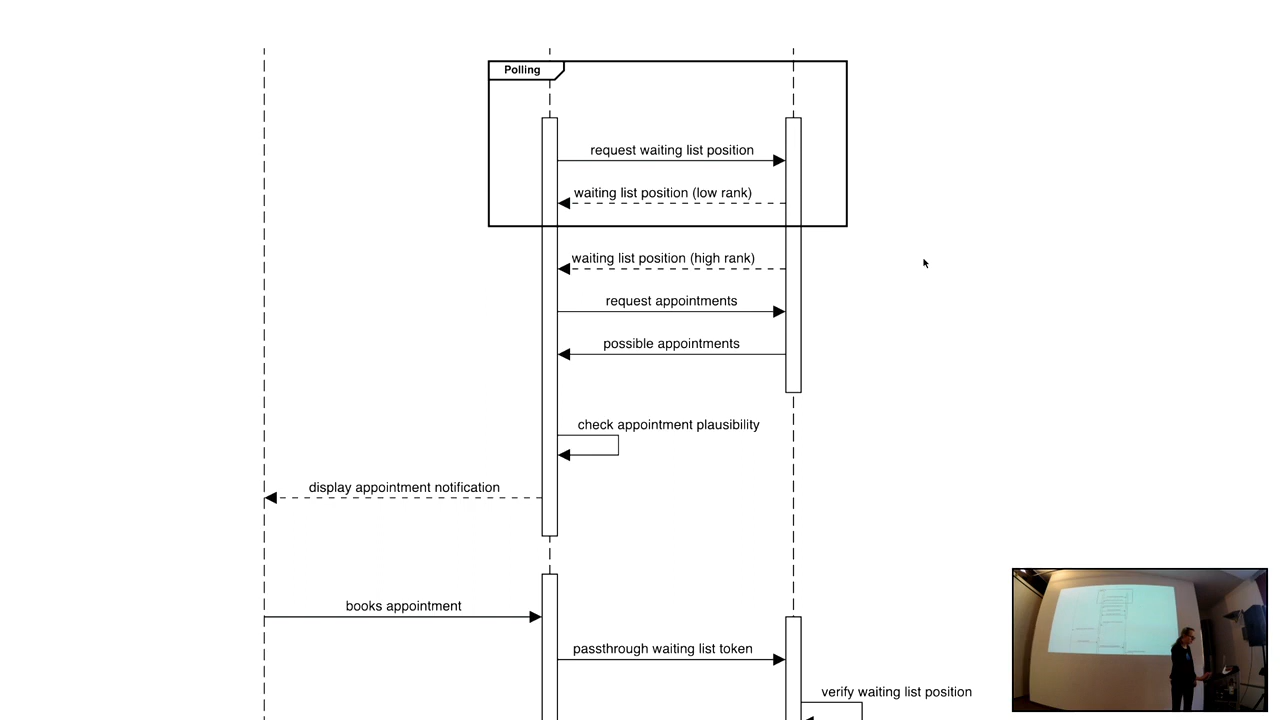 Polling
request waiting list position
waiting list position (low rank)
waiting list position (high rank)
request appointments
possible appointments
check appointment plausibility
display appointment notification
books appointment
passthrough waiting list token
verify waiting list position